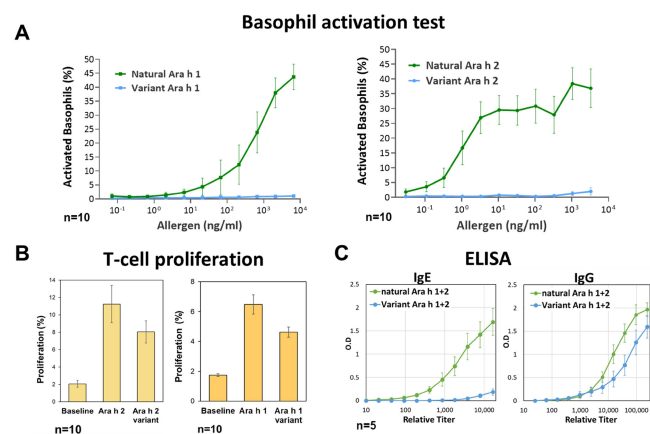 Basophil activation test
A
Activated Basophils (%)
50
45
40
35
30
25
20
15
10
5
0
Natural Ara h 1
Variant Ara h 1
10⁻¹ 10⁰ 10¹ 10² 10³ 10⁴
Allergen (ng/ml)
n=10
Activated Basophils (%)
50
45
40
35
30
25
20
15
10
5
0
Natural Ara h 2
Variant Ara h 2
10⁻¹ 10⁰ 10¹ 10² 10³ 10⁴
Allergen (ng/ml)
n=10
B
T-cell proliferation
Proliferation (%)
14
12
10
8
6
4
2
0
Baseline Ara h 2 Ara h 2
variant
n=10
Proliferation (%)
8
6
4
2
0
Baseline Ara h 1 Ara h 1
variant
n=10
C
ELISA
IgE
natural Ara h 1+2
Variant Ara h 1+2
O.D
2.5
2
1.5
1
0.5
0
10 100 1,000 10,000
Relative Titer
n=5
IgG
natural Ara h 1+2
Variant Ara h 1+2
O.D
2.5
2
1.5
1
0.5
0
10 100 1,000 10,000 100,000
Relative Titer